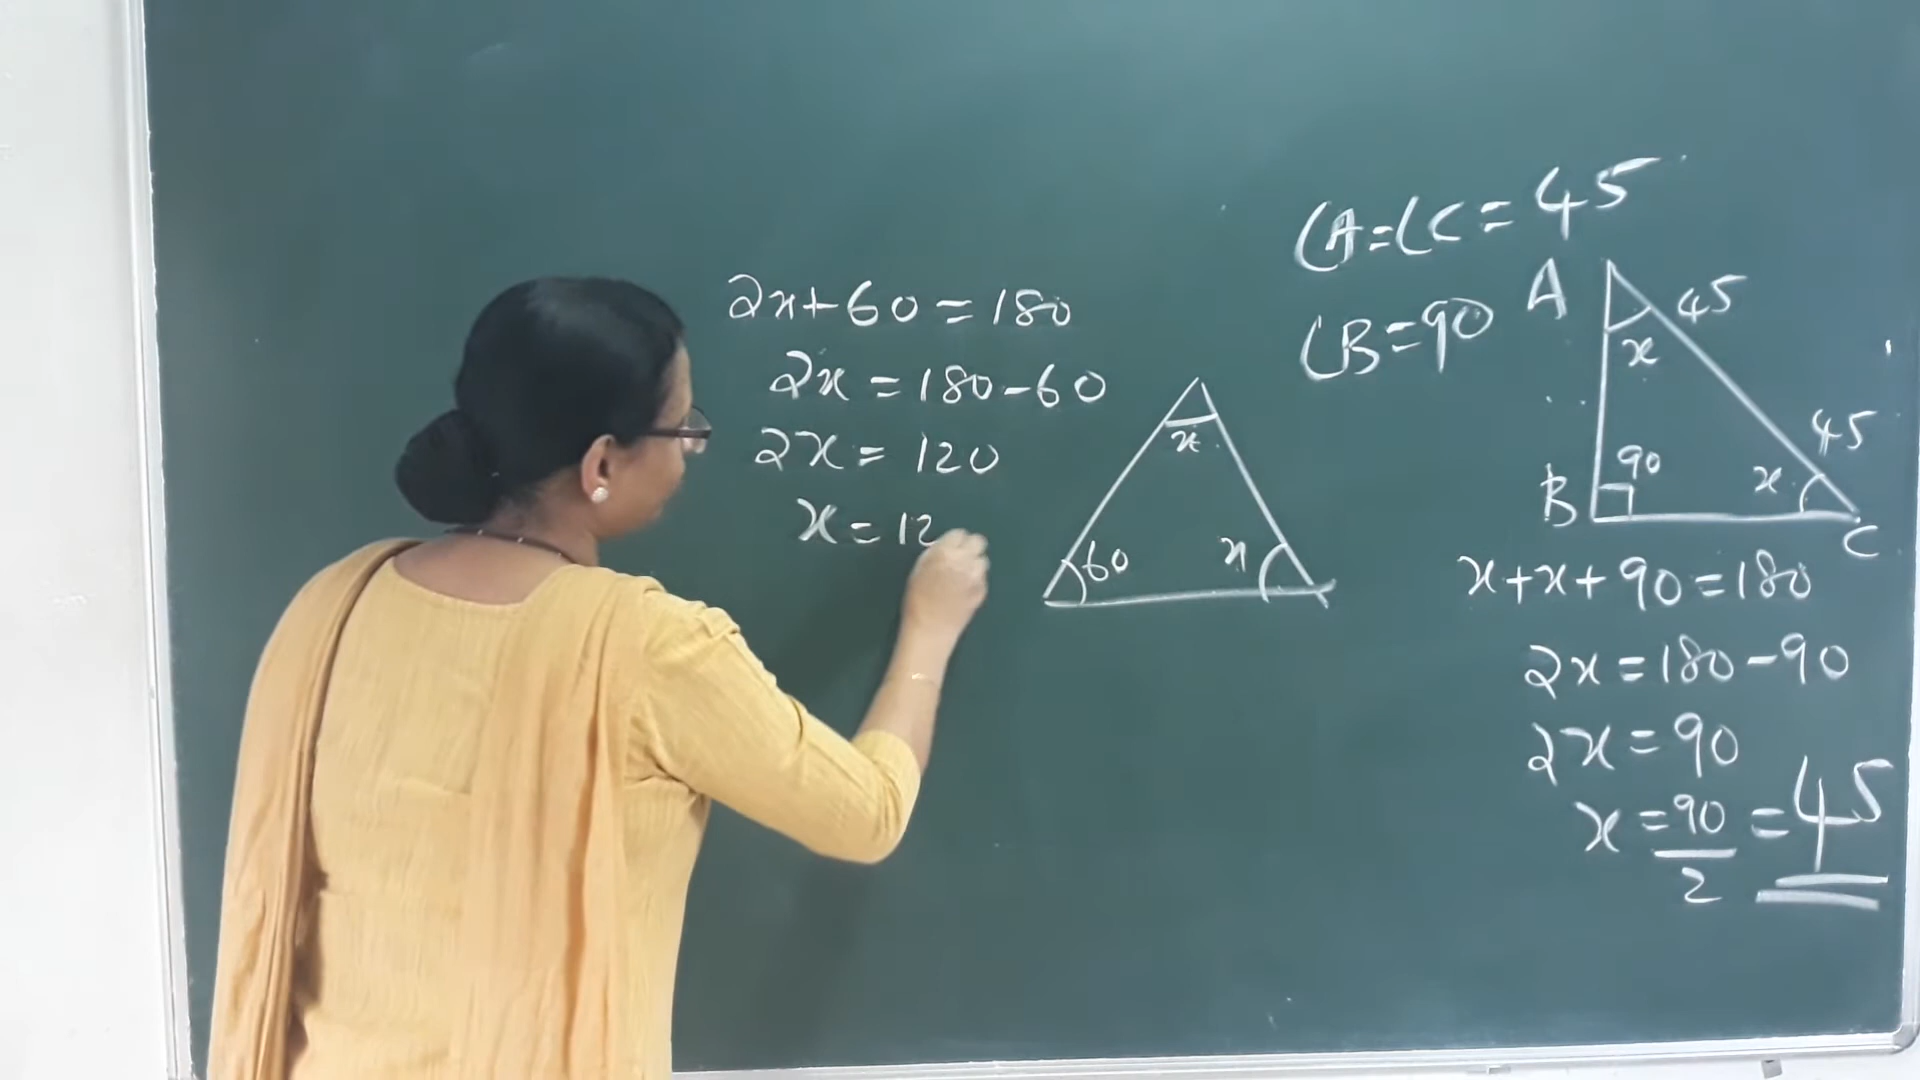 2x+60=180
2x=180-60
2x=120
x=12
x
60
x
∠A=∠C=45
∠B=90
A
45
x
45
90
x
B
C
x+x+90=180
2x=180-90
2x=90
x=90/2=45